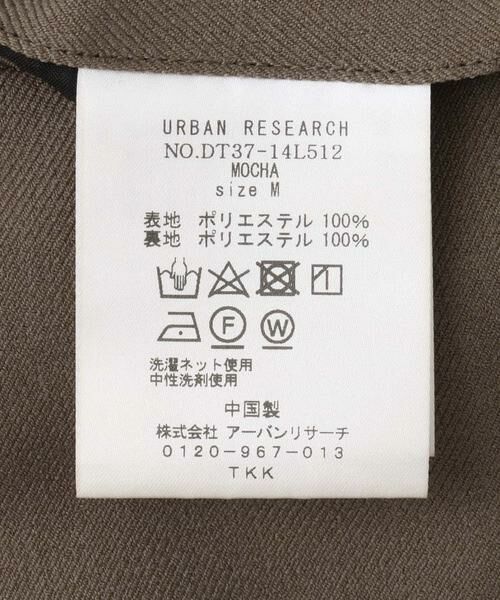 URBAN RESEARCH
NO.DT37-14L512
MOCHA
size M
表地 ポリエステル 100%
裏地 ポリエステル 100%
F W
洗濯ネット使用
中性洗剤使用
中国製
株式会社 アーバンリサーチ
0120-967-013
TKK